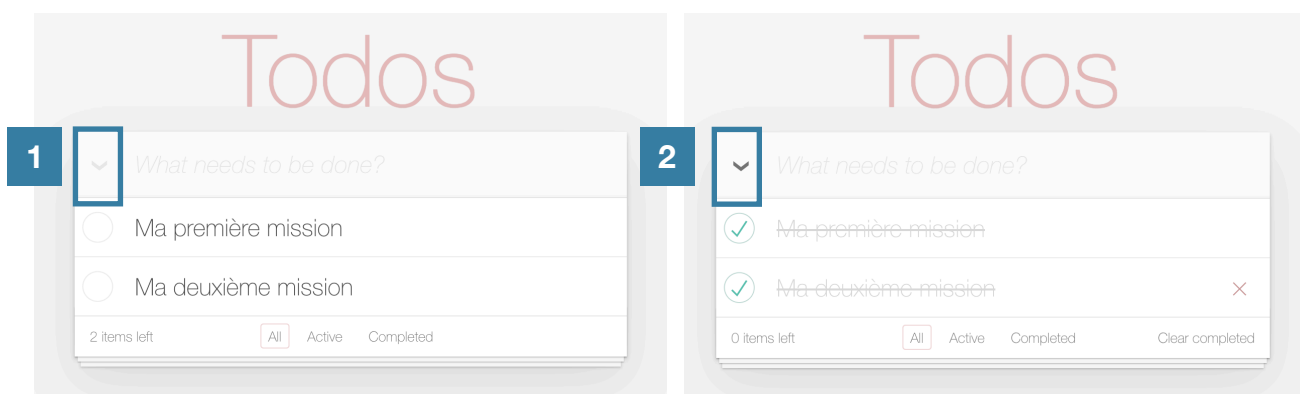 Todos
1
What needs to be done?
Ma première mission
Ma deuxième mission
2 items left All Active Completed
Todos
2
What needs to be done?
Ma première mission
Ma deuxième mission
0 items left All Active Completed Clear completed